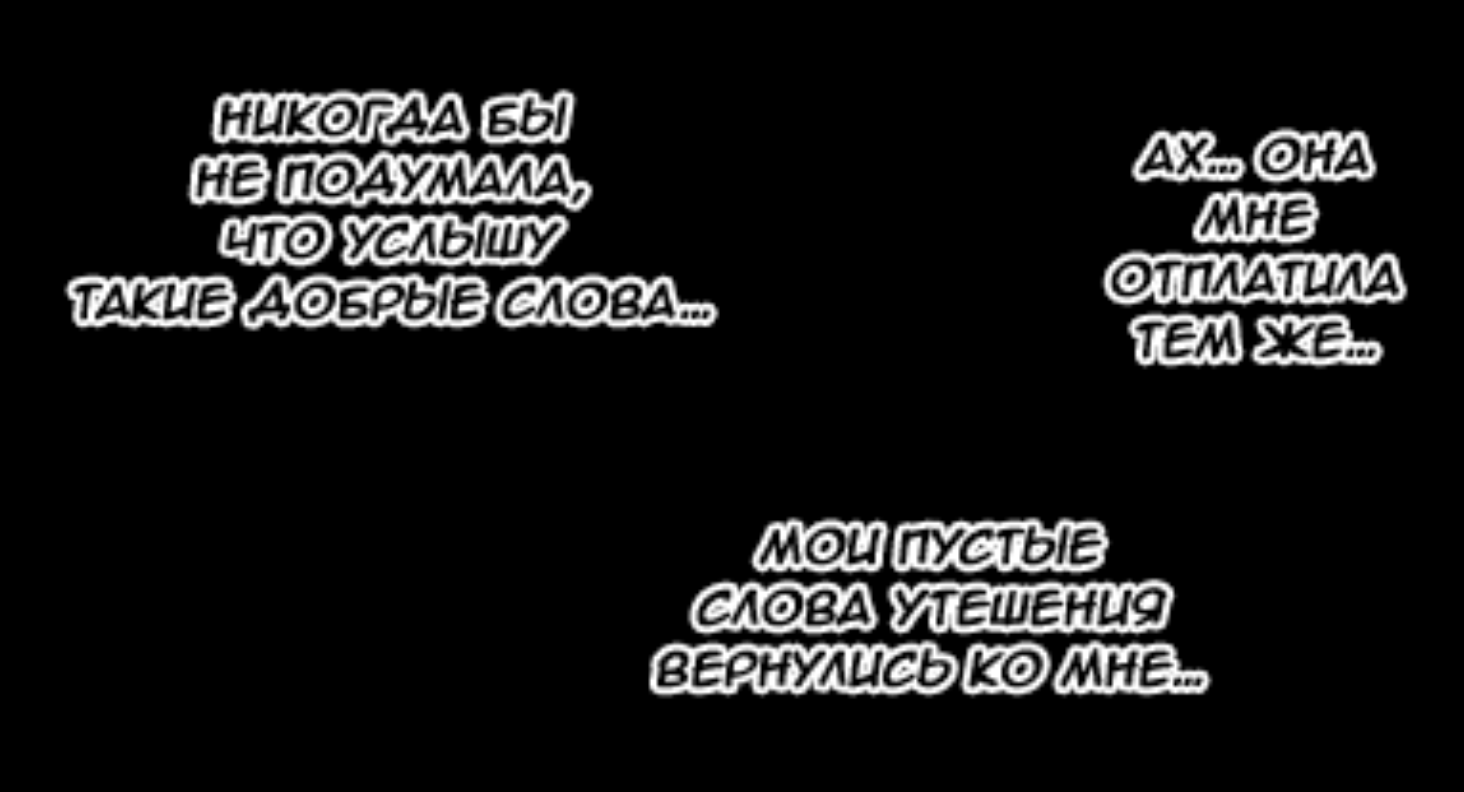 НИКОГДА БЫ
НЕ ПОДУМАЛА,
ЧТО УСЛЫШУ
ТАКИЕ ДОБРЫЕ СЛОВА...
АХ... ОНА
МНЕ
ОТПЛАТИЛА
ТЕМ ЖЕ...
МОИ ПУСТЫЕ
СЛОВА УТЕШЕНИЯ
ВЕРНУЛИСЬ КО МНЕ...